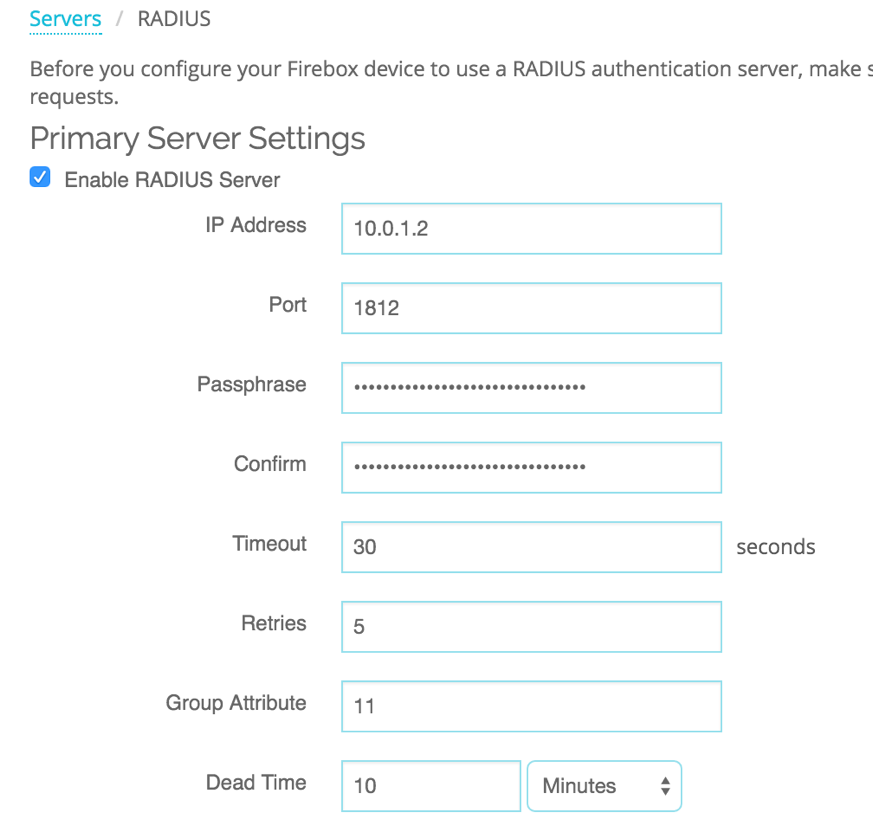 Servers / RADIUS
Before you configure your Firebox device to use a RADIUS authentication server, make
requests.
Primary Server Settings
Enable RADIUS Server
IP Address 10.0.1.2
Port 1812
Passphrase ••••••••••••••••••••••••••••••••
Confirm ••••••••••••••••••••••••••••••••
Timeout 30 seconds
Retries 5
Group Attribute 11
Dead Time 10 Minutes